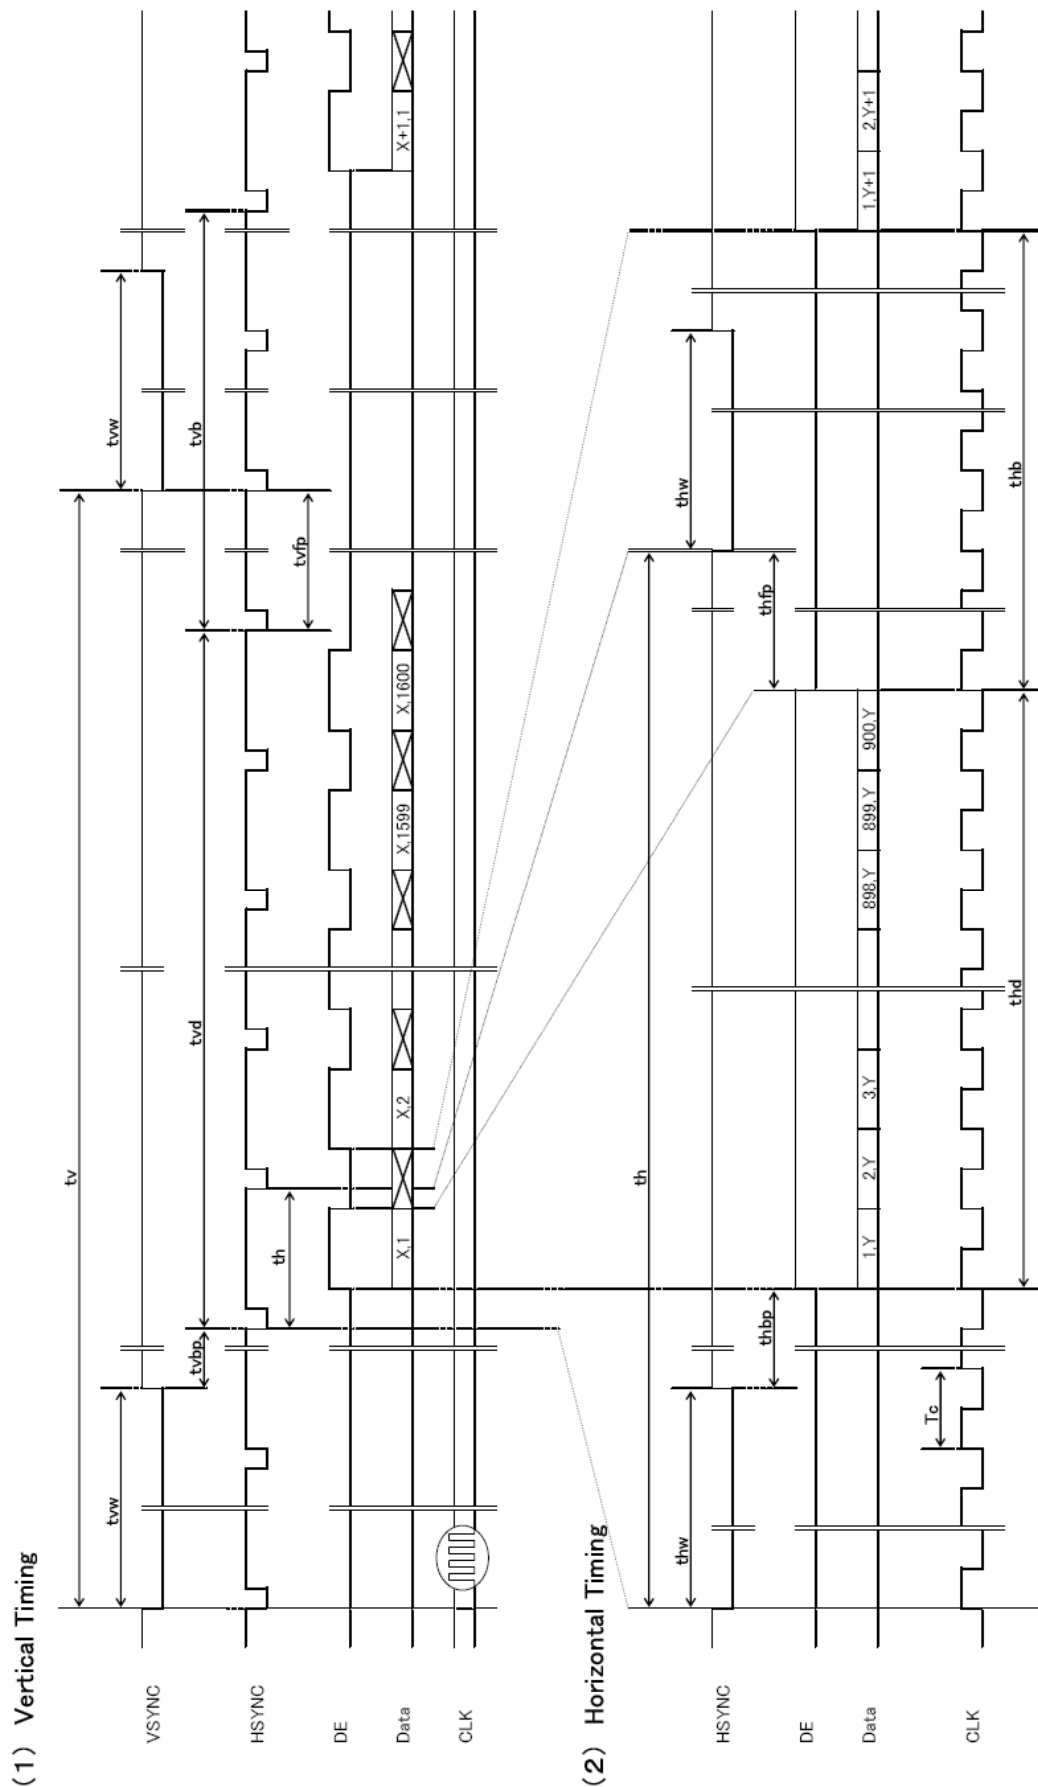 (1) Vertical Timing
tv
tvw
tvw
tvbp
tvd
tvb
th
tvfp
VSYNC
HSYNC
DE
Data
X,1
X,2
X,1599
X,1600
X+1,1
CLK
(2) Horizontal Timing
th
thw
thw
thbp
thfp
HSYNC
DE
Data
1,Y
2,Y
3,Y
898,Y
899,Y
900,Y
1,Y+1
2,Y+1
Tc
CLK
thd
thb